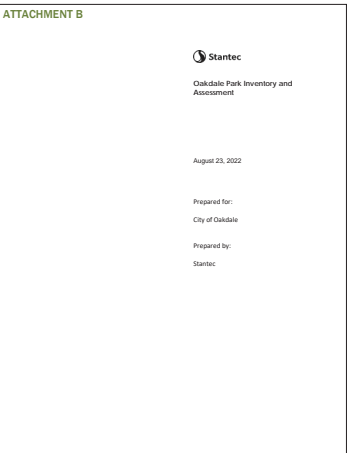 ATTACHMENT B
Stantec
Oakdale Park Inventory and
Assessment
August 23, 2022
Prepared for:
City of Oakdale
Prepared by:
Stantec